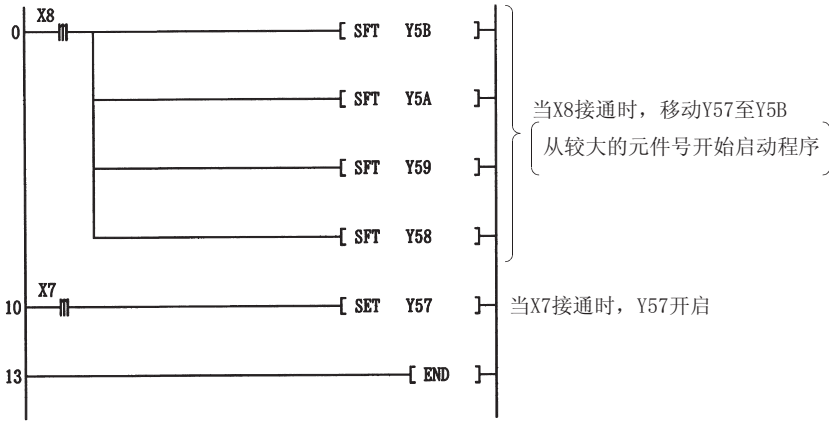 X8
0 [ SFT Y5B ]
[ SFT Y5A ]
当X8接通时，移动Y57至Y5B
从较大的元件号开始启动程序
[ SFT Y59 ]
[ SFT Y58 ]
X7
10 [ SET Y57 ] 当X7接通时，Y57开启
13 [ END ]